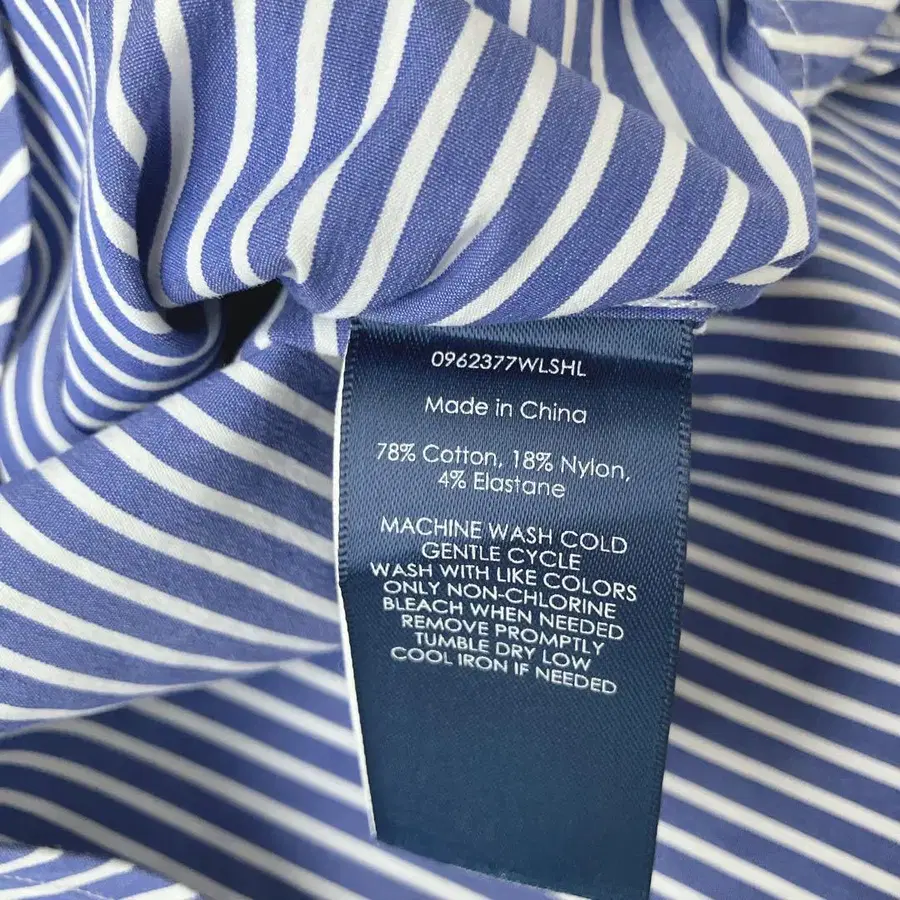 0962377WLSHL
Made in China
78% Cotton, 18% Nylon,
4% Elastane
MACHINE WASH COLD
GENTLE CYCLE
WASH WITH LIKE COLORS
ONLY NON-CHLORINE
BLEACH WHEN NEEDED
REMOVE PROMPTLY
TUMBLE DRY LOW
COOL IRON IF NEEDED